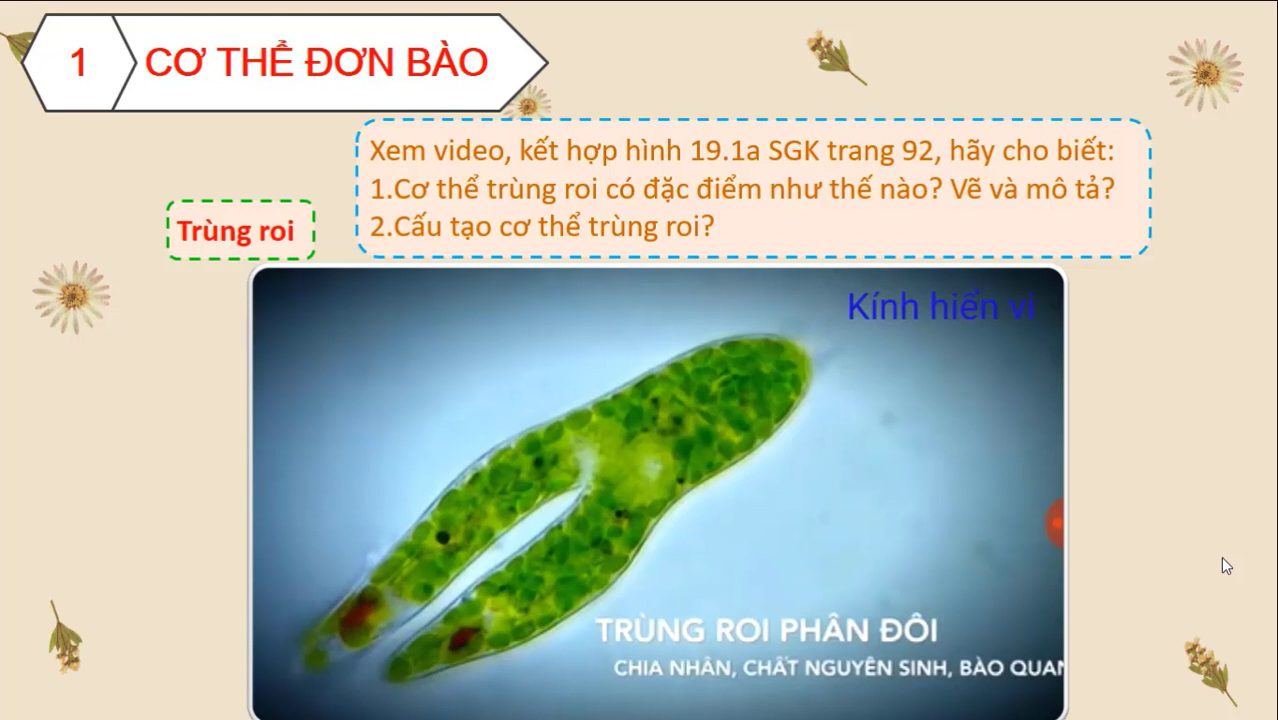 1 CƠ THỂ ĐƠN BÀO
Xem video, kết hợp hình 19.1a SGK trang 92, hãy cho biết:
1.Cơ thể trùng roi có đặc điểm như thế nào? Vẽ và mô tả?
2.Cấu tạo cơ thể trùng roi?
Trùng roi
Kính hiển vi
TRÙNG ROI PHÂN ĐÔI
CHIA NHÂN, CHẤT NGUYÊN SINH, BÀO QUAN